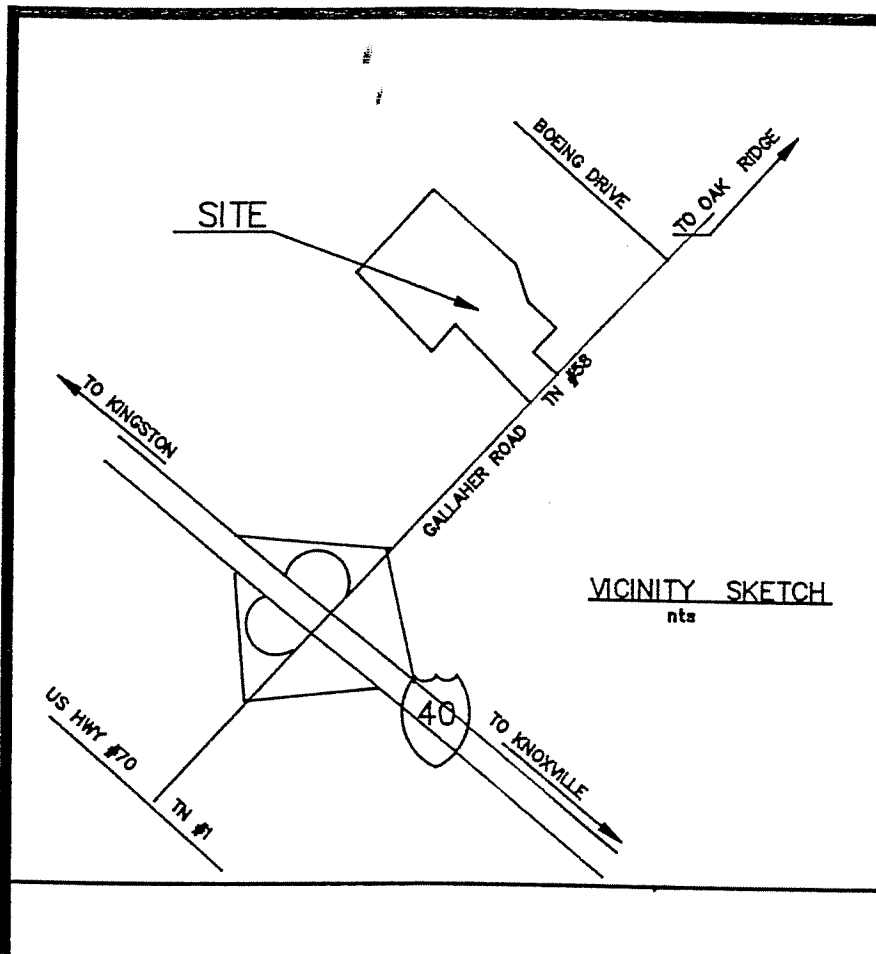 BOEING DRIVE
TO OAK RIDGE
SITE
TN #58
TO KINGSTON
GALLAHER ROAD
VICINITY SKETCH
nts
40
US HWY #70
TO KNOXVILLE
TN #1